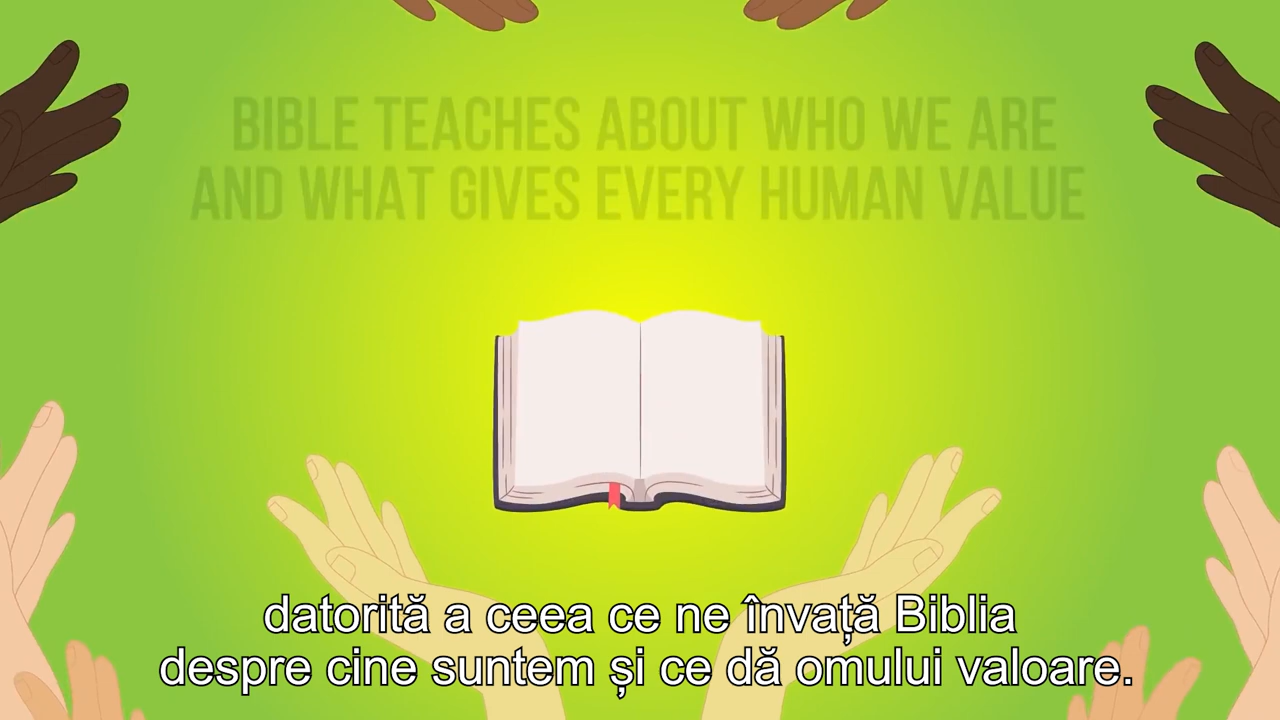 BIBLE TEACHES ABOUT WHO WE ARE
AND WHAT GIVES EVERY HUMAN VALUE
datorită a ceea ce ne învață Biblia
despre cine suntem și ce dă omului valoare.